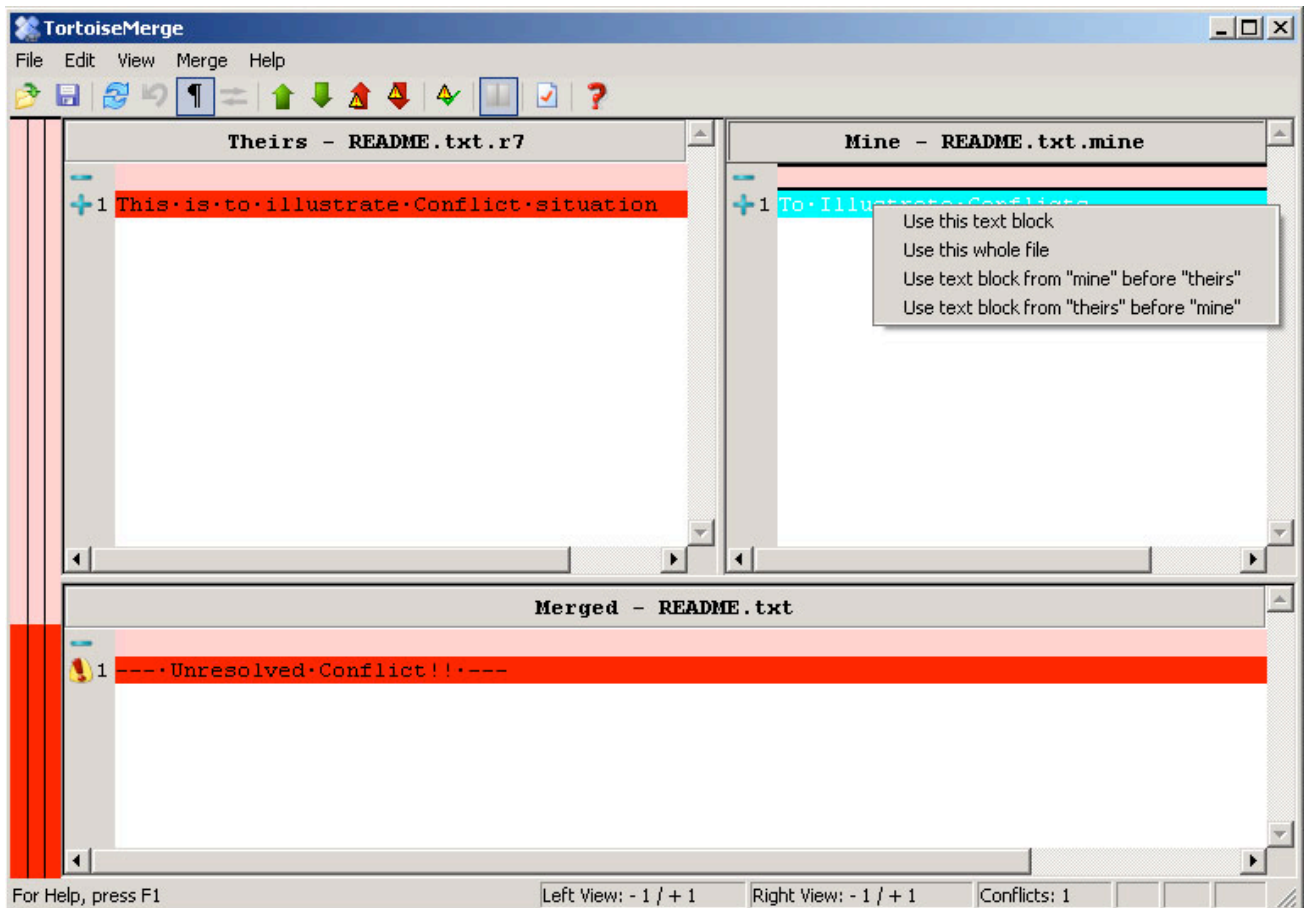 TortoiseMerge
File Edit View Merge Help
Theirs - README.txt.r7
Mine - README.txt.mine
1 This·is·to·illustrate·Conflict·situation
1 To·Illustrate·Conflicts
Use this text block
Use this whole file
Use text block from "mine" before "theirs"
Use text block from "theirs" before "mine"
Merged - README.txt
1 ---·Unresolved·Conflict!!·---
For Help, press F1 Left View: - 1 / + 1 Right View: - 1 / + 1 Conflicts: 1